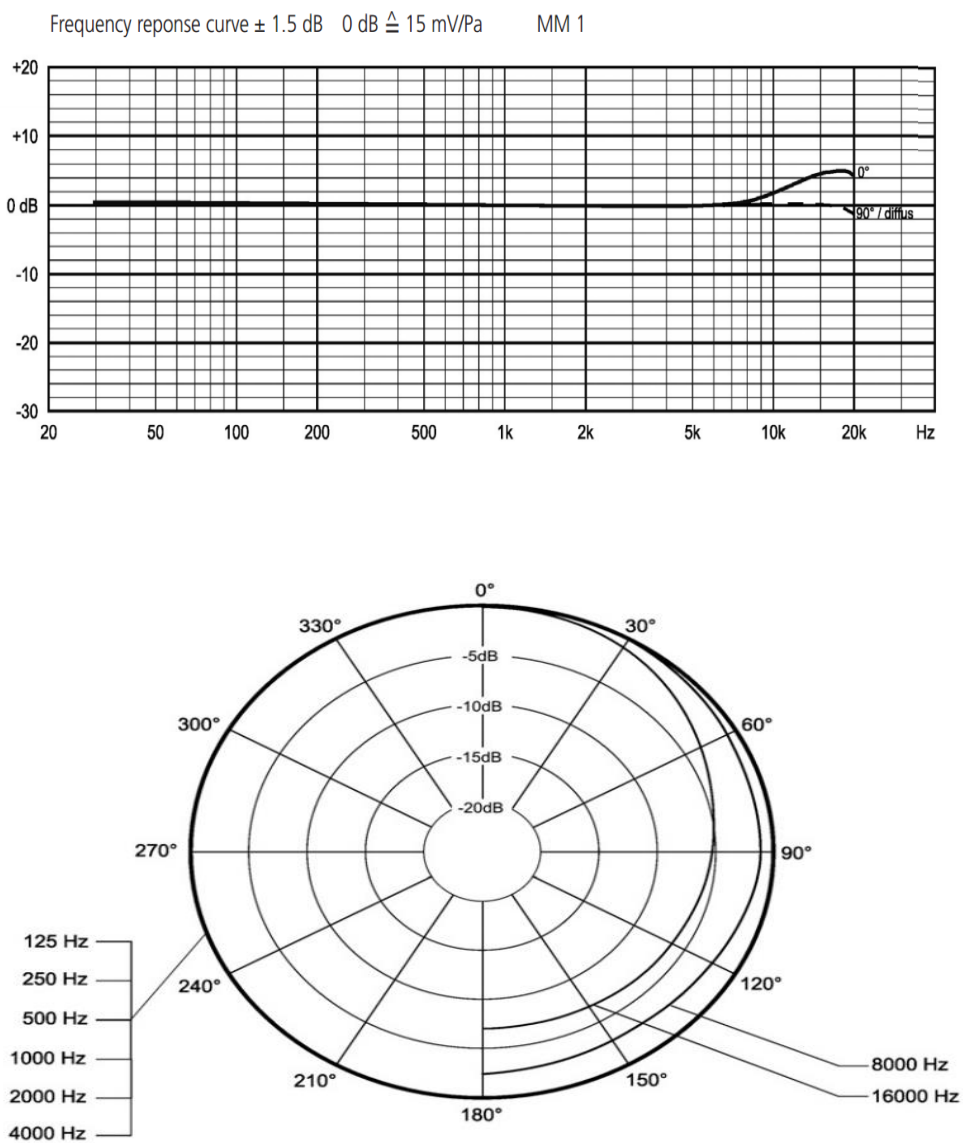 Frequency reponse curve ± 1.5 dB 0 dB ≙ 15 mV/Pa MM 1
+20
+10
0 dB
-10
-20
-30
0°
90° / diffus
20 50 100 200 500 1k 2k 5k 10k 20k Hz
0°
330° 30°
-5dB
300° -10dB 60°
-15dB
-20dB
270° 90°
125 Hz
250 Hz 240° 120°
500 Hz
1000 Hz 8000 Hz
210° 150°
2000 Hz 16000 Hz
180°
4000 Hz